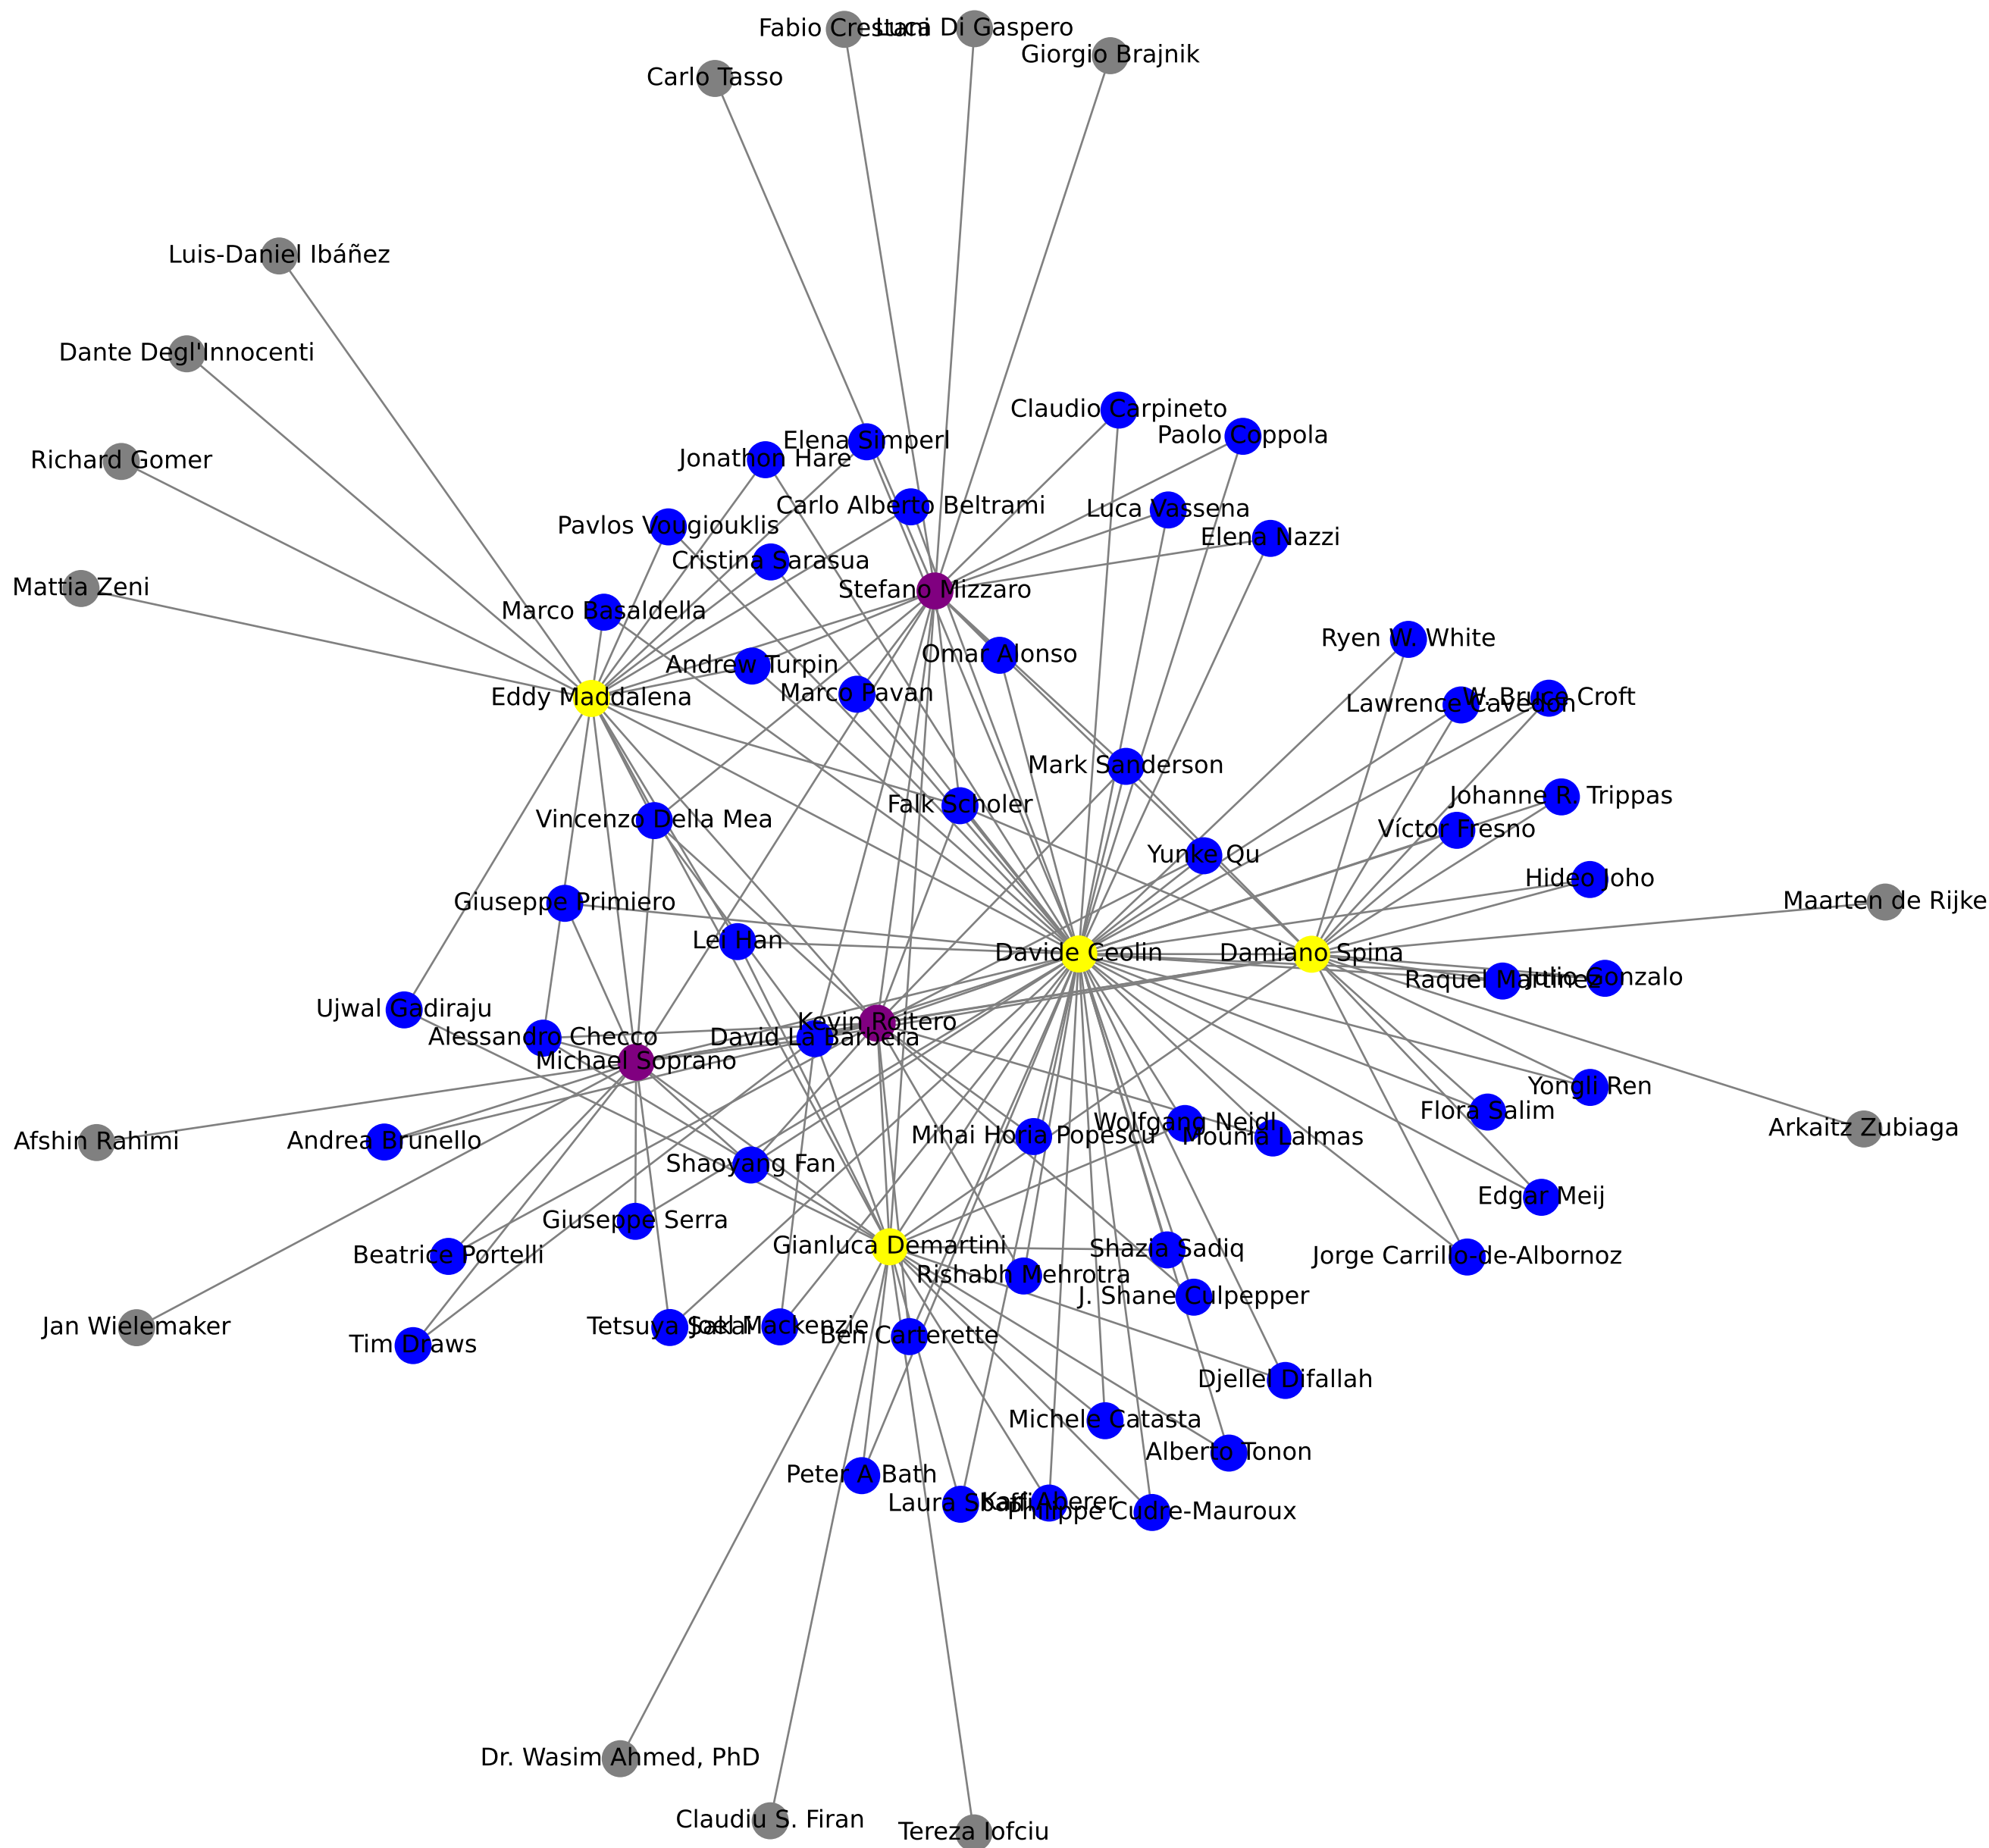 Fabio Crestani
Luca Di Gaspero
Giorgio Brajnik
Carlo Tasso
Luis-Daniel Ibáñez
Dante Degl'Innocenti
Claudio Carpineto
Paolo Coppola
Elena Simperl
Jonathon Hare
Richard Gomer
Carlo Alberto Beltrami
Luca Vassena
Pavlos Vougiouklis
Elena Nazzi
Cristina Sarasua
Mattia Zeni
Stefano Mizzaro
Marco Basaldella
Ryen W. White
Omar Alonso
Andrew Turpin
Marco Pavan
Eddy Maddalena
W. Bruce Croft
Lawrence Cavedon
Mark Sanderson
Johanne R. Trippas
Falk Scholer
Vincenzo Della Mea
Víctor Fresno
Yunke Qu
Hideo Joho
Giuseppe Primiero
Maarten de Rijke
Lei Han
Davide Ceolin
Damiano Spina
Julio Gonzalo
Raquel Martínez
Ujwal Gadiraju
Kevin Roitero
Alessandro Checco
David La Barbera
Michael Soprano
Yongli Ren
Flora Salim
Wolfgang Nejdl
Arkaitz Zubiaga
Mihai Horia Popescu
Mounia Lalmas
Afshin Rahimi
Andrea Brunello
Shaoyang Fan
Edgar Meij
Giuseppe Serra
Gianluca Demartini
Shazia Sadiq
Beatrice Portelli
Jorge Carrillo-de-Albornoz
Rishabh Mehrotra
J. Shane Culpepper
Jan Wielemaker
Tetsuya Sakai
Joel Mackenzie
Ben Carterette
Tim Draws
Djellel Difallah
Michele Catasta
Alberto Tonon
Peter A Bath
Laura Sbaffi
Karl Aberer
Philippe Cudre-Mauroux
Dr. Wasim Ahmed, PhD
Claudiu S. Firan
Tereza Iofciu